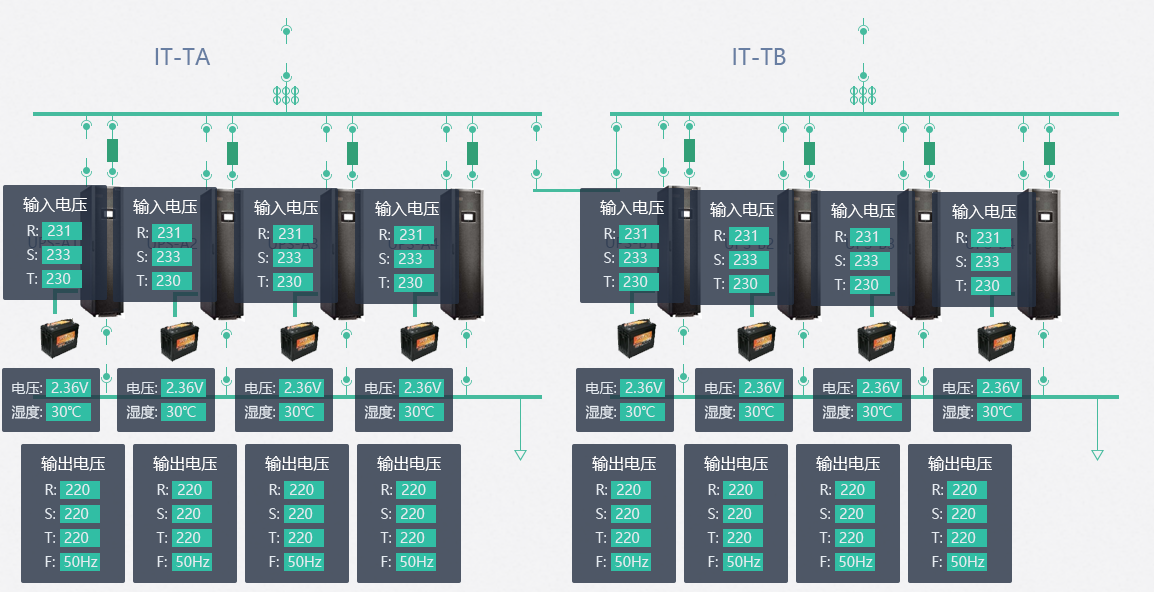 IT-TA
IT-TB
输入电压
R: 231
S: 233
T: 230
输入电压
R: 231
S: 233
T: 230
输入电压
R: 231
S: 233
T: 230
输入电压
R: 231
S: 233
T: 230
输入电压
R: 231
S: 233
T: 230
输入电压
R: 231
S: 233
T: 230
输入电压
R: 231
S: 233
T: 230
输入电压
R: 231
S: 233
T: 230
电压: 2.36V
湿度: 30℃
电压: 2.36V
湿度: 30℃
电压: 2.36V
湿度: 30℃
电压: 2.36V
湿度: 30℃
电压: 2.36V
湿度: 30℃
电压: 2.36V
湿度: 30℃
电压: 2.36V
湿度: 30℃
电压: 2.36V
湿度: 30℃
输出电压
R: 220
S: 220
T: 220
F: 50Hz
输出电压
R: 220
S: 220
T: 220
F: 50Hz
输出电压
R: 220
S: 220
T: 220
F: 50Hz
输出电压
R: 220
S: 220
T: 220
F: 50Hz
输出电压
R: 220
S: 220
T: 220
F: 50Hz
输出电压
R: 220
S: 220
T: 220
F: 50Hz
输出电压
R: 220
S: 220
T: 220
F: 50Hz
输出电压
R: 220
S: 220
T: 220
F: 50Hz